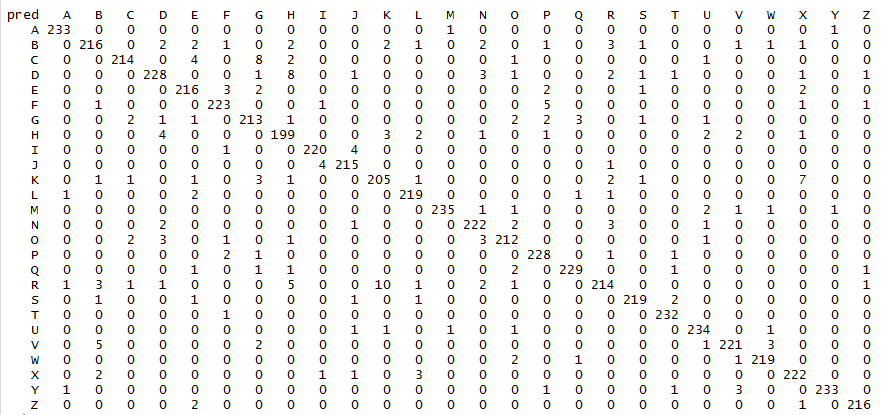 pred A B C D E F G H I J K L M N O P Q R S T U V W X Y Z
A 233 0 0 0 0 0 0 0 0 0 0 0 1 0 0 0 0 0 0 0 0 0 0 0 1 0
B 0 216 0 2 2 1 0 2 0 0 2 1 0 2 0 1 0 3 1 0 0 1 1 1 0 0
C 0 0 214 0 4 0 8 2 0 0 0 0 0 0 1 0 0 0 0 0 1 0 0 0 0 0
D 0 0 0 228 0 0 1 8 0 1 0 0 0 3 1 0 0 2 1 1 0 0 0 1 0 1
E 0 0 0 0 216 3 2 0 0 0 0 0 0 0 0 2 0 0 1 0 0 0 0 2 0 0
F 0 1 0 0 0 223 0 0 1 0 0 0 0 0 0 5 0 0 0 0 0 0 0 1 0 1
G 0 0 2 1 1 0 213 1 0 0 0 0 0 0 2 2 3 0 1 0 1 0 0 0 0 0
H 0 0 0 4 0 0 0 199 0 0 3 2 0 1 0 1 0 0 0 0 2 2 0 1 0 0
I 0 0 0 0 0 1 0 0 220 4 0 0 0 0 0 0 0 0 0 0 0 0 0 0 0 0
J 0 0 0 0 0 0 0 0 4 215 0 0 0 0 0 0 0 1 0 0 0 0 0 0 0 0
K 0 1 1 0 1 0 3 1 0 0 205 1 0 0 0 0 0 2 1 0 0 0 0 7 0 0
L 1 0 0 0 2 0 0 0 0 0 0 219 0 0 0 0 1 1 0 0 0 0 0 0 0 0
M 0 0 0 0 0 0 0 0 0 0 0 0 235 1 1 0 0 0 0 0 2 1 1 0 1 0
N 0 0 0 2 0 0 0 0 0 1 0 0 0 222 2 0 0 3 0 0 1 0 0 0 0 0
O 0 0 2 3 0 1 0 1 0 0 0 0 0 3 212 0 0 0 0 0 1 0 0 0 0 0
P 0 0 0 0 0 2 1 0 0 0 0 0 0 0 0 228 0 1 0 1 0 0 0 0 0 0
Q 0 0 0 0 1 0 1 1 0 0 0 0 0 0 2 0 229 0 0 1 0 0 0 0 0 1
R 1 3 1 1 0 0 0 5 0 0 10 1 0 2 1 0 0 214 0 0 0 0 0 0 0 1
S 0 1 0 0 1 0 0 0 0 1 0 1 0 0 0 0 0 0 219 2 0 0 0 0 0 0
T 0 0 0 0 0 1 0 0 0 0 0 0 0 0 0 0 0 0 0 232 0 0 0 0 0 0
U 0 0 0 0 0 0 0 0 0 1 1 0 1 0 1 0 0 0 0 0 234 0 1 0 0 0
V 0 5 0 0 0 0 2 0 0 0 0 0 0 0 0 0 0 0 0 0 1 221 3 0 0 0
W 0 0 0 0 0 0 0 0 0 0 0 0 0 0 2 0 1 0 0 0 0 1 219 0 0 0
X 0 2 0 0 0 0 0 0 1 1 0 3 0 0 0 0 0 0 0 0 0 0 0 222 0 0
Y 1 0 0 0 0 0 0 0 0 0 0 0 0 0 0 1 0 0 0 1 0 3 0 0 233 0
Z 0 0 0 0 2 0 0 0 0 0 0 0 0 0 0 0 0 0 0 0 0 0 0 1 0 216